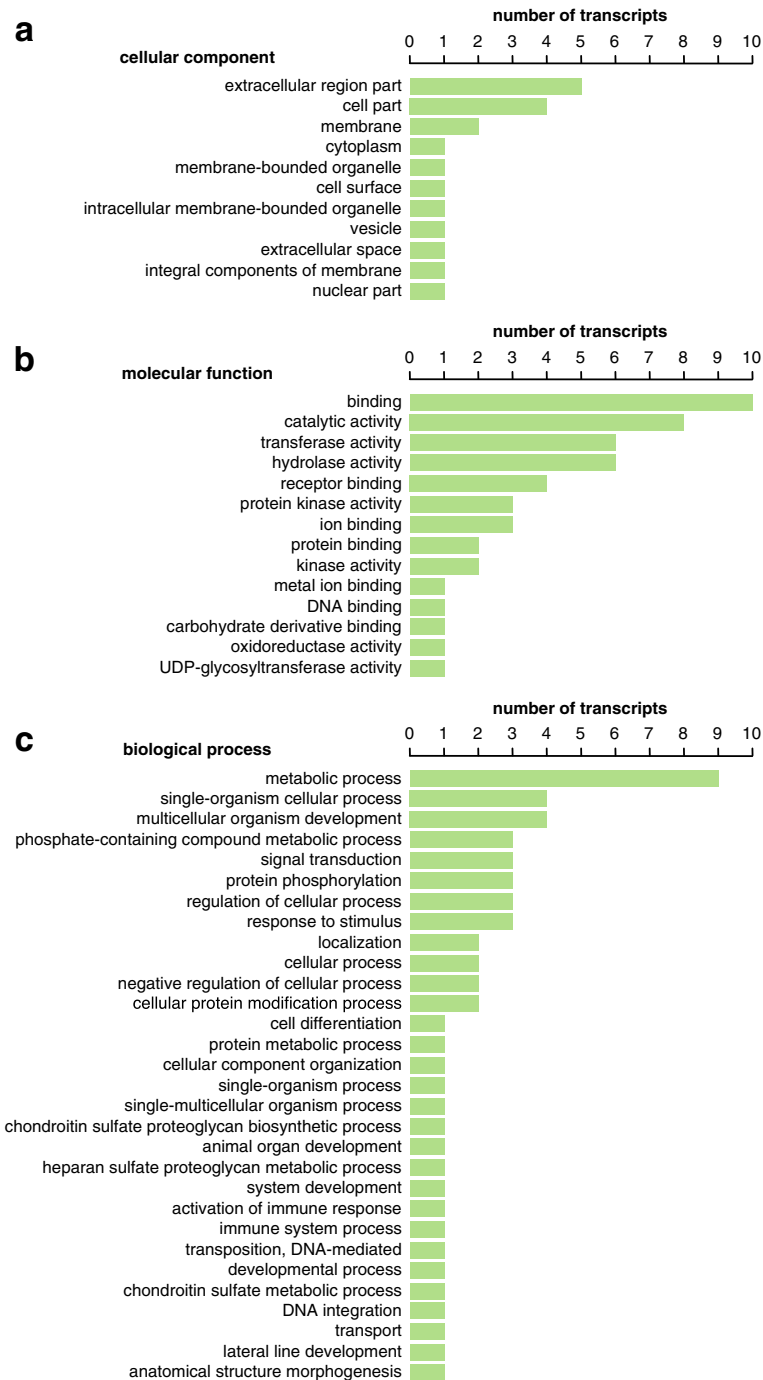 a
number of transcripts
0 1 2 3 4 5 6 7 8 9 10
cellular component
extracellular region part
cell part
membrane
cytoplasm
membrane-bounded organelle
cell surface
intracellular membrane-bounded organelle
vesicle
extracellular space
integral components of membrane
nuclear part
b
number of transcripts
0 1 2 3 4 5 6 7 8 9 10
molecular function
binding
catalytic activity
transferase activity
hydrolase activity
receptor binding
protein kinase activity
ion binding
protein binding
kinase activity
metal ion binding
DNA binding
carbohydrate derivative binding
oxidoreductase activity
UDP-glycosyltransferase activity
c
number of transcripts
0 1 2 3 4 5 6 7 8 9 10
biological process
metabolic process
single-organism cellular process
multicellular organism development
phosphate-containing compound metabolic process
signal transduction
protein phosphorylation
regulation of cellular process
response to stimulus
localization
cellular process
negative regulation of cellular process
cellular protein modification process
cell differentiation
protein metabolic process
cellular component organization
single-organism process
single-multicellular organism process
chondroitin sulfate proteoglycan biosynthetic process
animal organ development
heparan sulfate proteoglycan metabolic process
system development
activation of immune response
immune system process
transposition, DNA-mediated
developmental process
chondroitin sulfate metabolic process
DNA integration
transport
lateral line development
anatomical structure morphogenesis